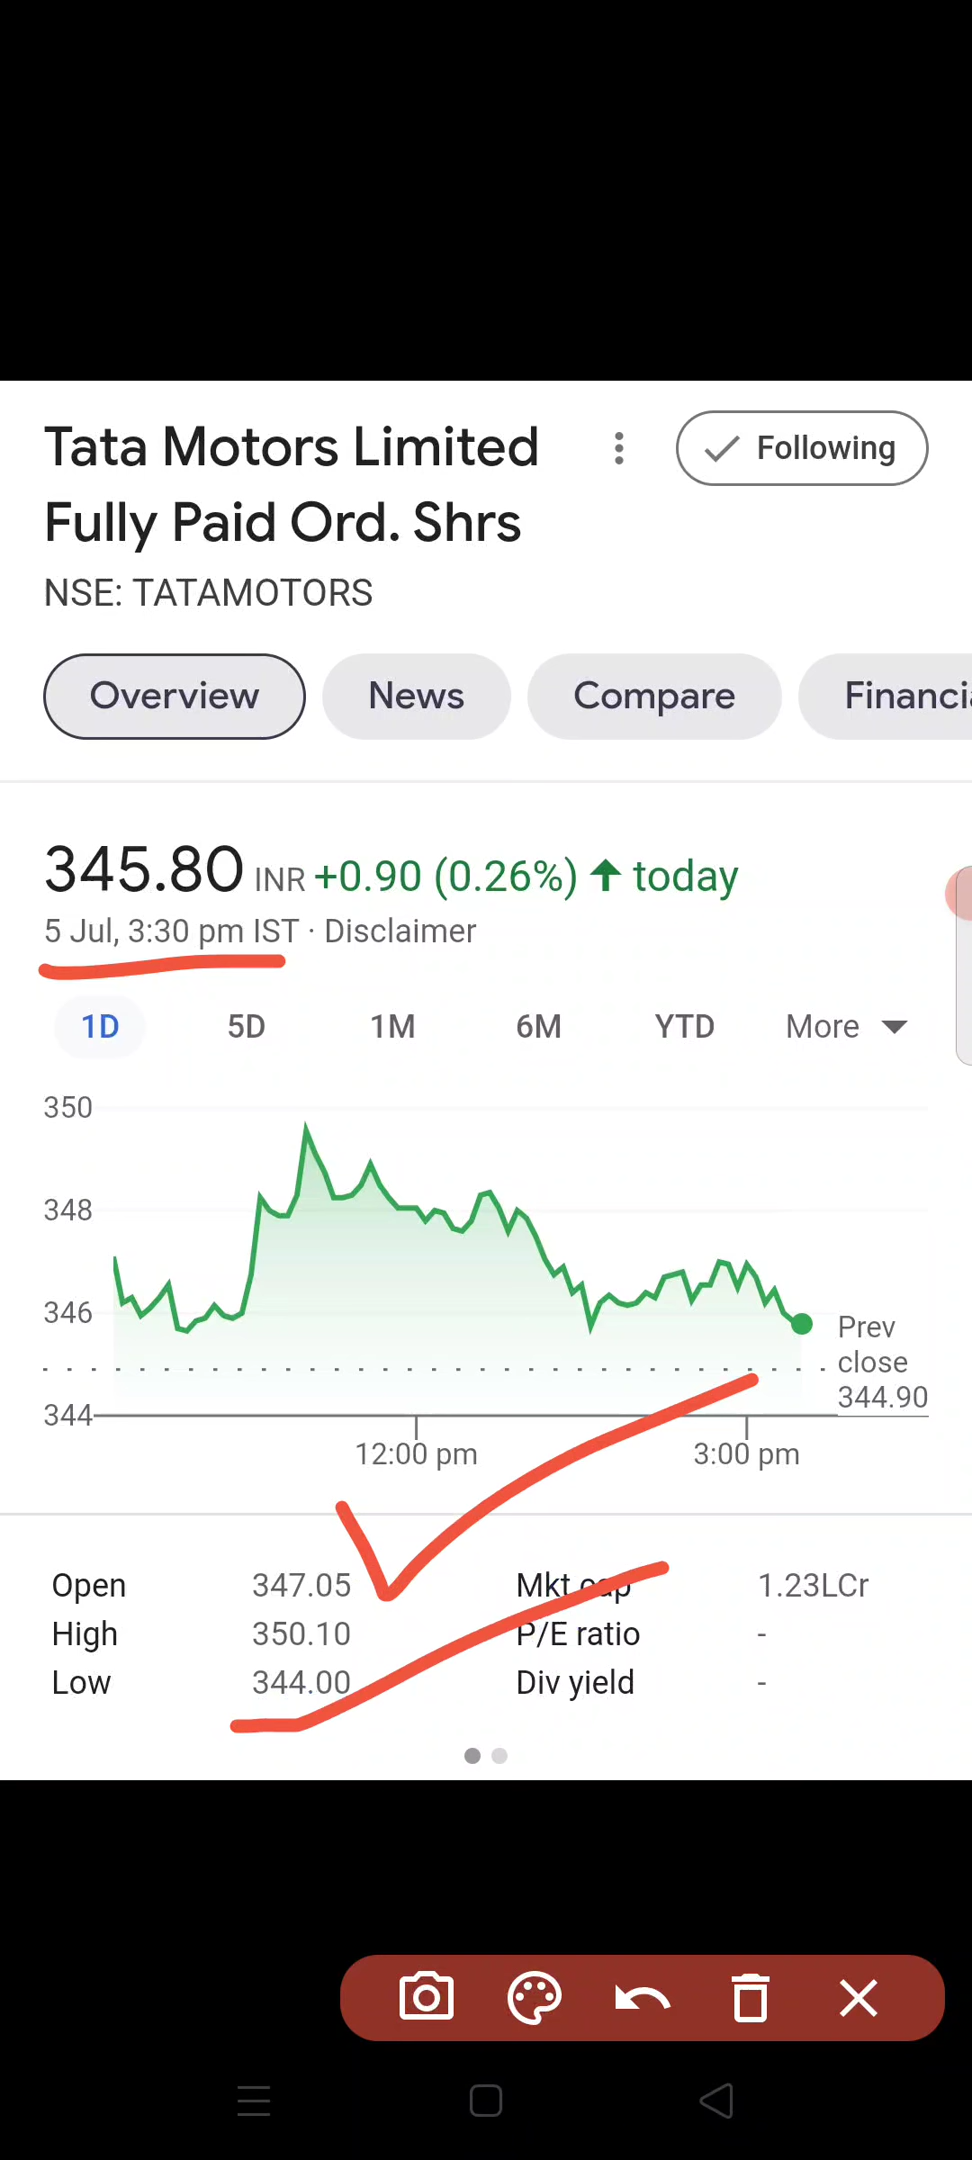 Tata Motors Limited
Fully Paid Ord. Shrs
Following
NSE: TATAMOTORS
Overview News Compare Financi
345.80 INR +0.90 (0.26%) ↑ today
5 Jul, 3:30 pm IST · Disclaimer
1D 5D 1M 6M YTD More
350
348
346
344
Prev
close
344.90
12:00 pm 3:00 pm
Open 347.05 Mkt cap 1.23LCr
High 350.10 P/E ratio -
Low 344.00 Div yield -